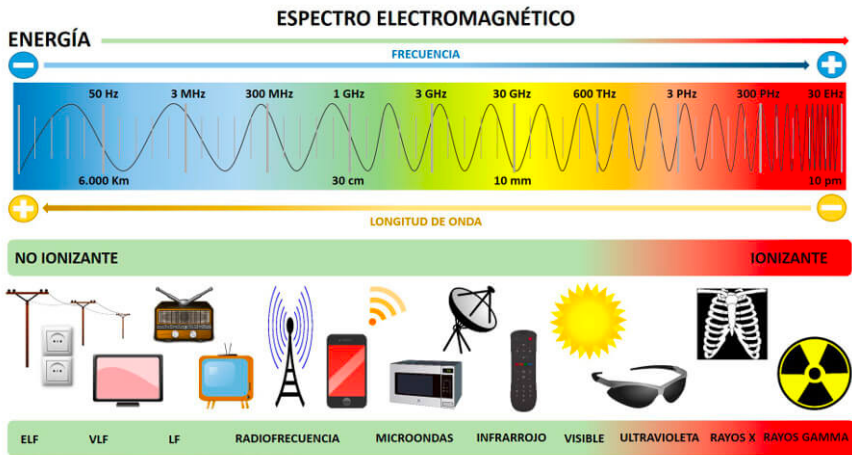 ESPECTRO ELECTROMAGNÉTICO
ENERGÍA
FRECUENCIA
50 Hz 3 MHz 300 MHz 1 GHz 3 GHz 30 GHz 600 THz 3 PHz 300 PHz 30 EHz
6.000 Km 30 cm 10 mm 10 pm
LONGITUD DE ONDA
NO IONIZANTE IONIZANTE
ELF VLF LF RADIOFRECUENCIA MICROONDAS INFRARROJO VISIBLE ULTRAVIOLETA RAYOS X RAYOS GAMMA